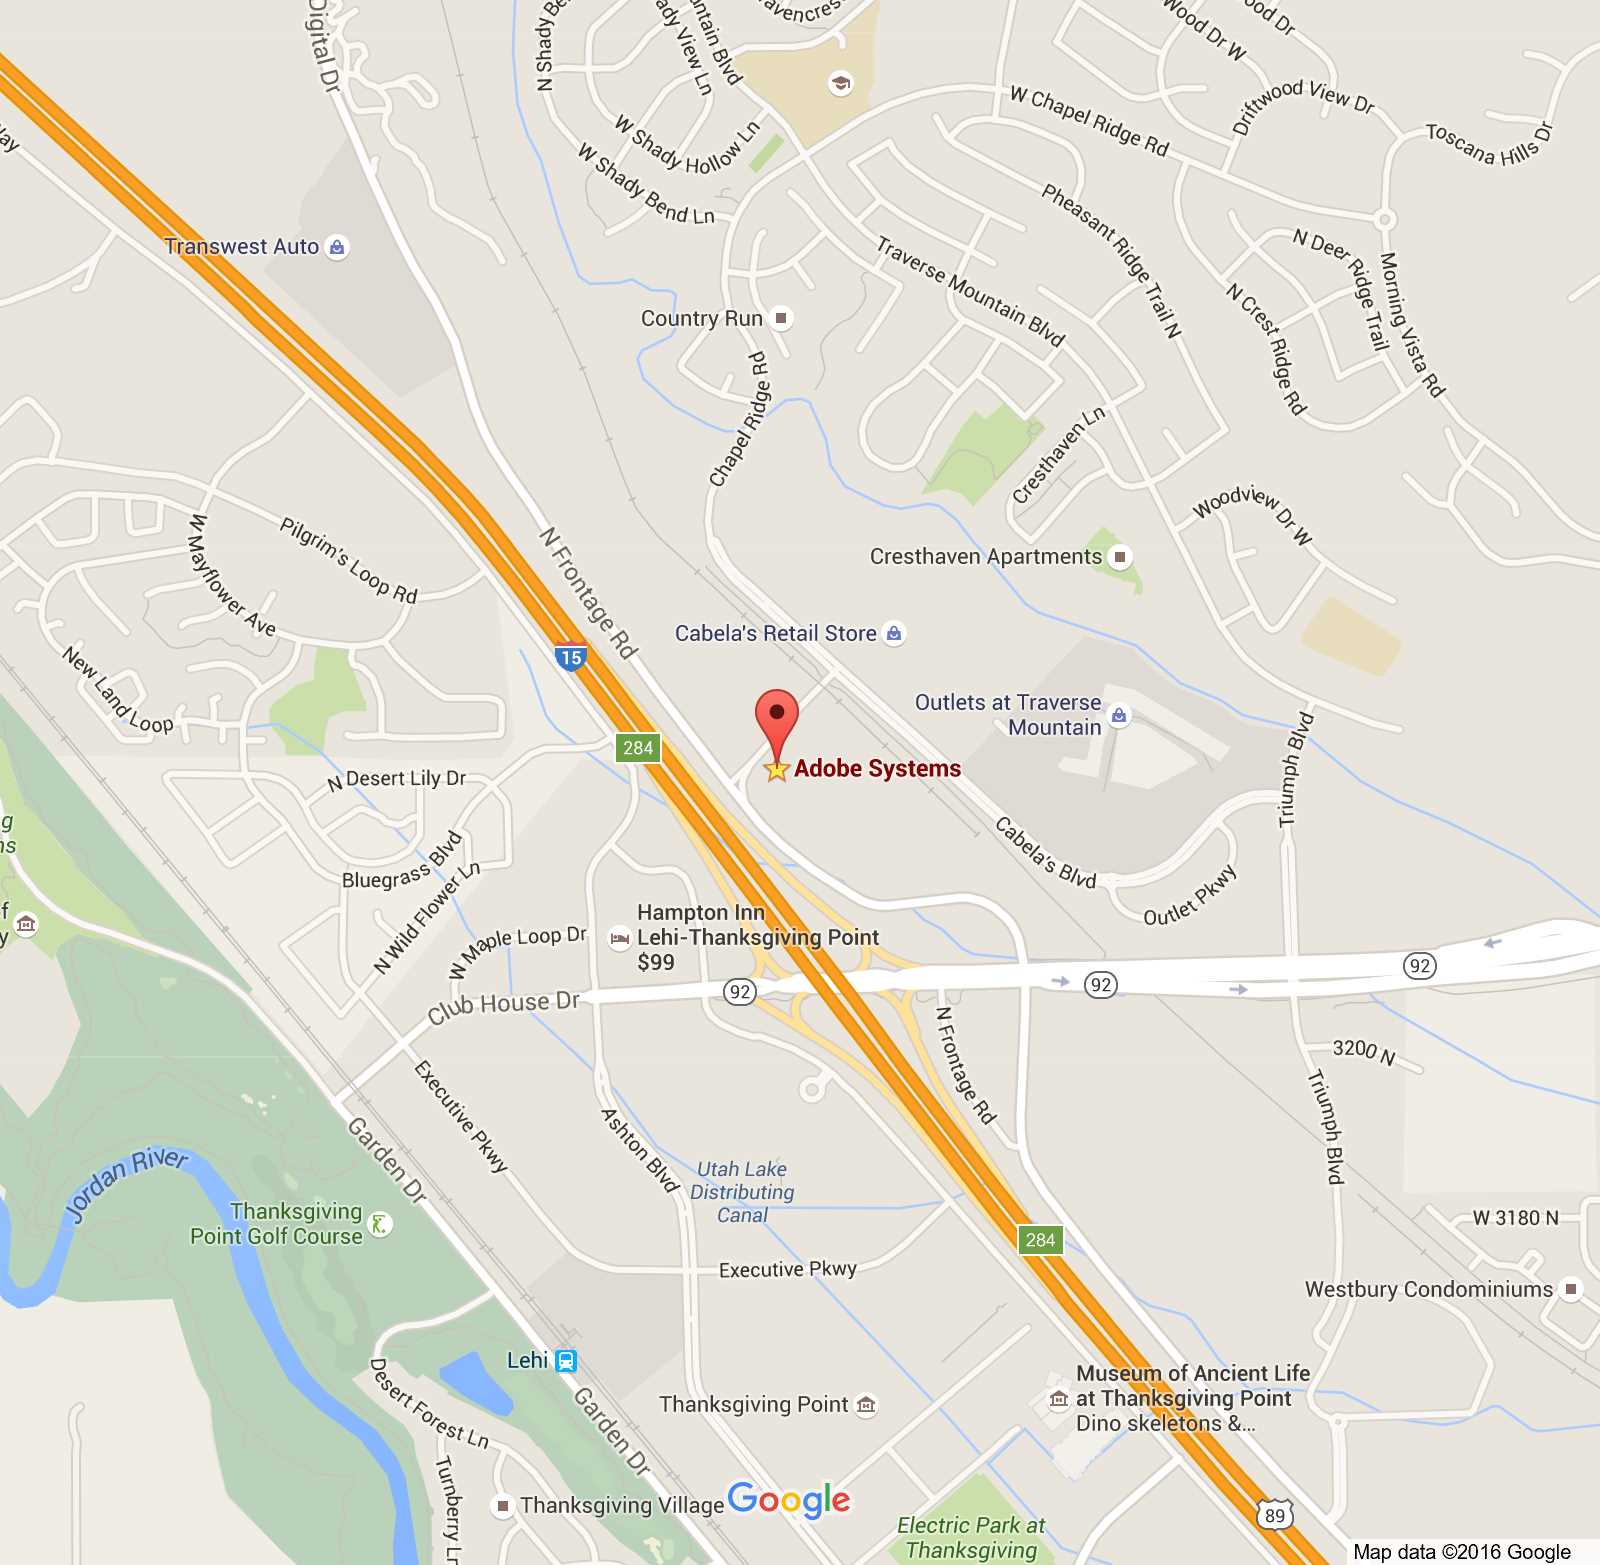 Digital Dr
N Shady Be
ady View Ln
ntain Blvd
avencres
Wood Dr W
ood Dr
W Chapel Ridge Rd
Driftwood View Dr
Toscana Hills Dr
W Shady Hollow Ln
W Shady Bend Ln
Way
Transwest Auto
Traverse Mountain Blvd
Pheasant Ridge Trail N
N Deer Ridge Trail
Morning Vista Rd
N Crest Ridge Rd
Country Run
Chapel Ridge Rd
Cresthaven Ln
Woodview Dr W
Pilgrim's Loop Rd
W Mayflower Ave
N Frontage Rd
Cresthaven Apartments
Cabela's Retail Store
15
New Land Loop
284
Outlets at Traverse
Mountain
Triumph Blvd
Adobe Systems
N Desert Lily Dr
Bluegrass Blvd
N Wild Flower Ln
Cabela's Blvd
Outlet Pkwy
Hampton Inn
Lehi-Thanksgiving Point
$99
W Maple Loop Dr
Club House Dr
92
92
92
N Frontage Rd
3200 N
Triumph Blvd
Executive Pkwy
Ashton Blvd
Garden Dr
Jordan River
Utah Lake
Distributing
Canal
Thanksgiving
Point Golf Course
W 3180 N
284
Executive Pkwy
Westbury Condominiums
Lehi
Desert Forest Ln
Garden Dr
Thanksgiving Point
Museum of Ancient Life
at Thanksgiving Point
Dino skeletons &...
Turnberry Ln
Thanksgiving Village
Google
89
Electric Park at
Thanksgiving
Map data ©2016 Google